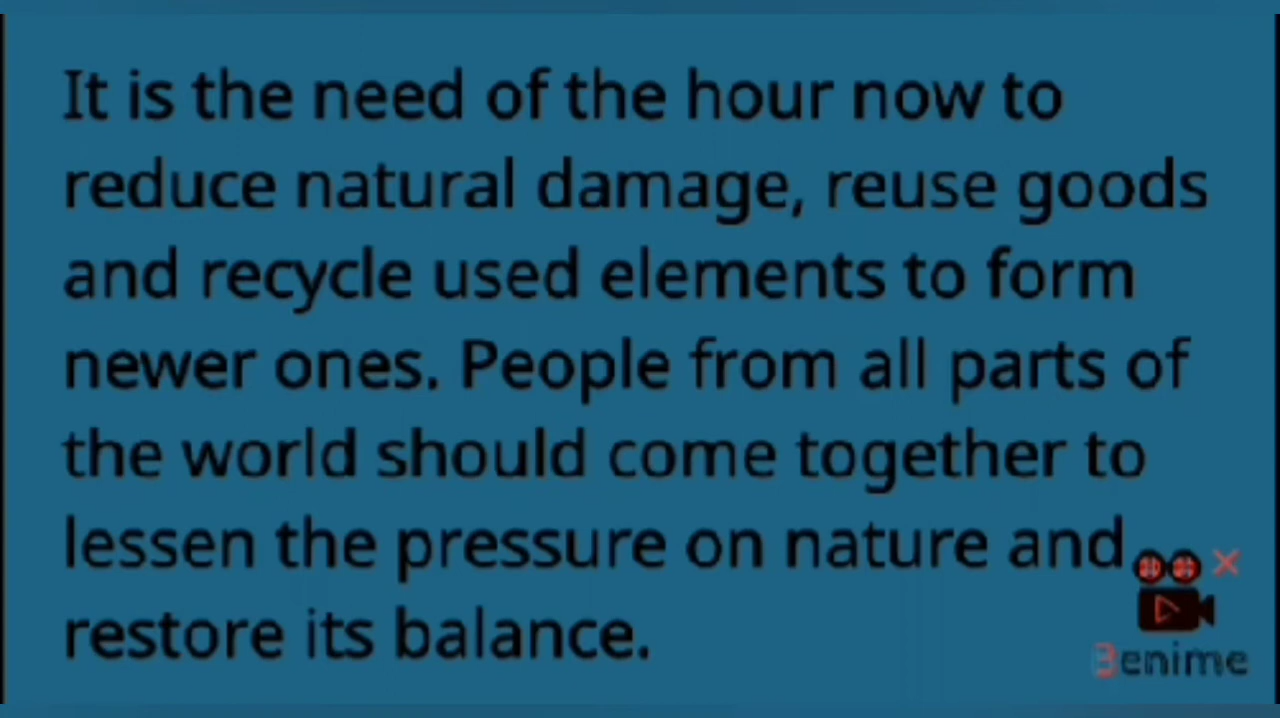 It is the need of the hour now to
reduce natural damage, reuse goods
and recycle used elements to form
newer ones. People from all parts of
the world should come together to
lessen the pressure on nature and
restore its balance.
Benime